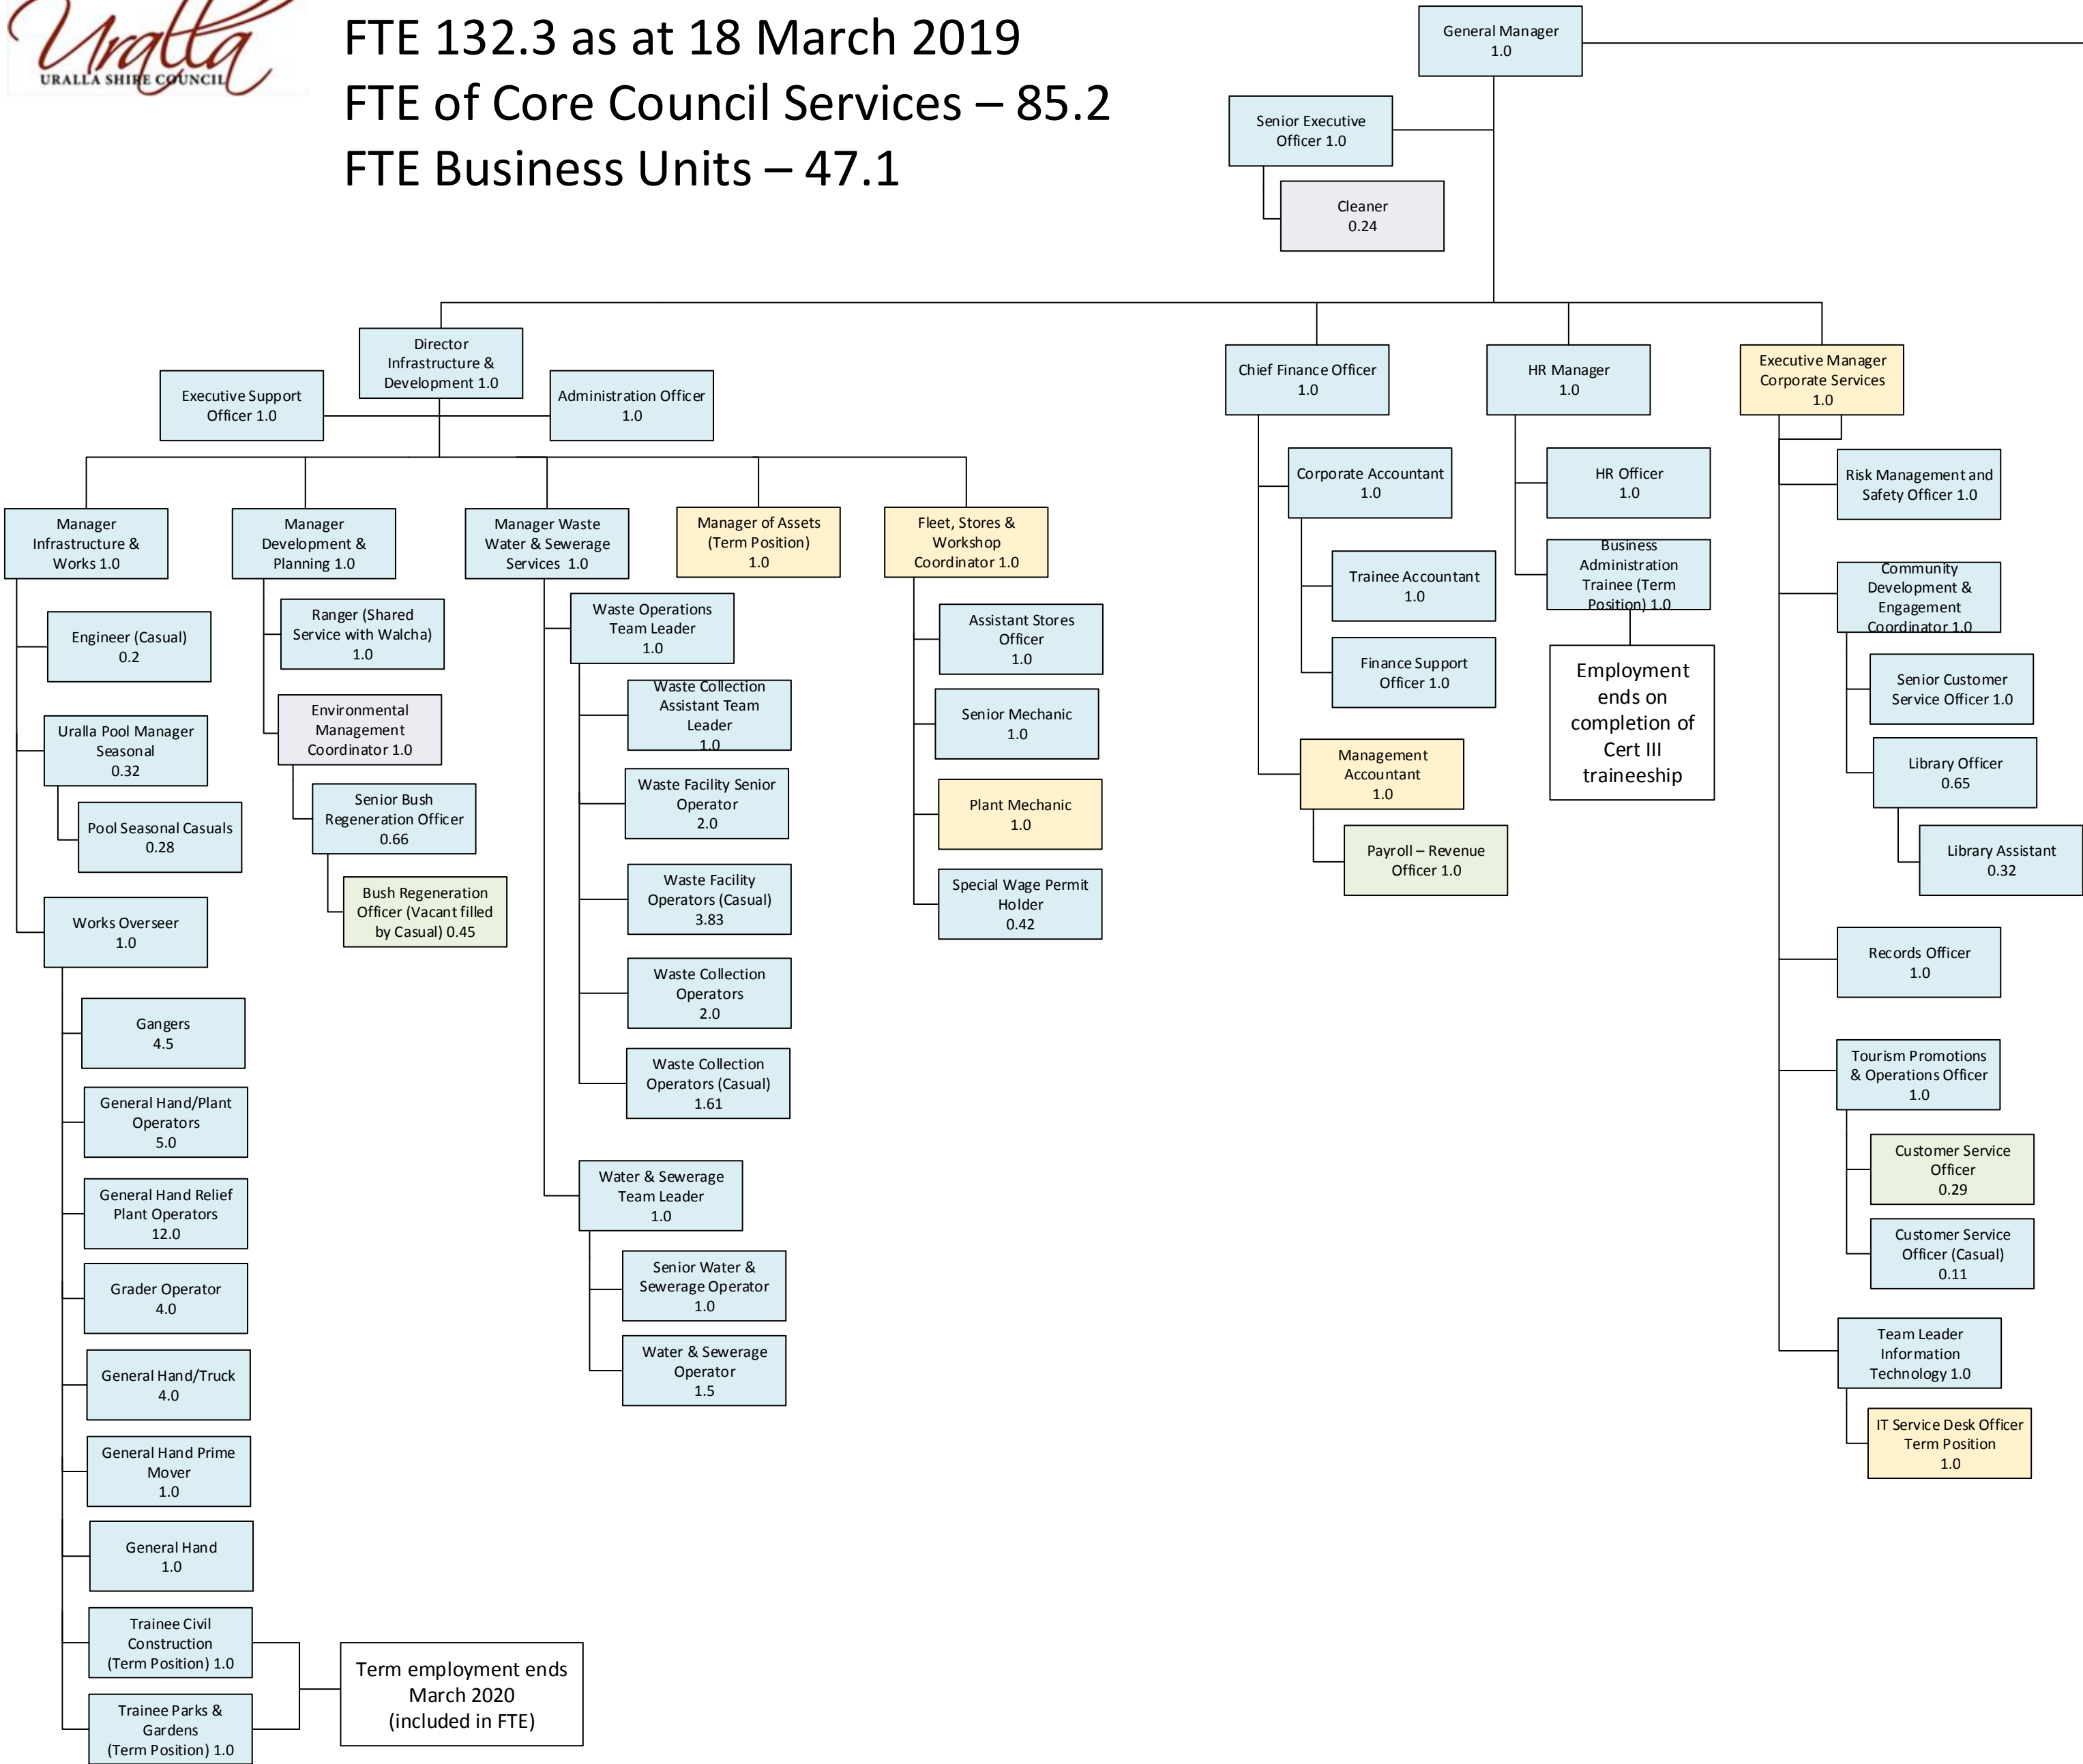 Uralla
URALLA SHIRE COUNCIL
FTE 132.3 as at 18 March 2019
FTE of Core Council Services – 85.2
FTE Business Units – 47.1
General Manager
1.0
Senior Executive
Officer 1.0
Cleaner
0.24
Director
Infrastructure &
Development 1.0
Executive Support
Officer 1.0
Administration Officer
1.0
Manager
Infrastructure &
Works 1.0
Engineer (Casual)
0.2
Uralla Pool Manager
Seasonal
0.32
Pool Seasonal Casuals
0.28
Works Overseer
1.0
Gangers
4.5
General Hand/Plant
Operators
5.0
General Hand Relief
Plant Operators
12.0
Grader Operator
4.0
General Hand/Truck
4.0
General Hand Prime
Mover
1.0
General Hand
1.0
Trainee Civil
Construction
(Term Position) 1.0
Trainee Parks &
Gardens
(Term Position) 1.0
Term employment ends
March 2020
(included in FTE)
Manager
Development &
Planning 1.0
Ranger (Shared
Service with Walcha)
1.0
Environmental
Management
Coordinator 1.0
Senior Bush
Regeneration Officer
0.66
Bush Regeneration
Officer (Vacant filled
by Casual) 0.45
Manager Waste
Water & Sewerage
Services 1.0
Waste Operations
Team Leader
1.0
Waste Collection
Assistant Team
Leader
1.0
Waste Facility Senior
Operator
2.0
Waste Facility
Operators (Casual)
3.83
Waste Collection
Operators
2.0
Waste Collection
Operators (Casual)
1.61
Water & Sewerage
Team Leader
1.0
Senior Water &
Sewerage Operator
1.0
Water & Sewerage
Operator
1.5
Manager of Assets
(Term Position)
1.0
Fleet, Stores &
Workshop
Coordinator 1.0
Assistant Stores
Officer
1.0
Senior Mechanic
1.0
Plant Mechanic
1.0
Special Wage Permit
Holder
0.42
Chief Finance Officer
1.0
Corporate Accountant
1.0
Trainee Accountant
1.0
Finance Support
Officer 1.0
Management
Accountant
1.0
Payroll – Revenue
Officer 1.0
HR Manager
1.0
HR Officer
1.0
Business
Administration
Trainee (Term
Position) 1.0
Employment
ends on
completion of
Cert III
traineeship
Executive Manager
Corporate Services
1.0
Risk Management and
Safety Officer 1.0
Community
Development &
Engagement
Coordinator 1.0
Senior Customer
Service Officer 1.0
Library Officer
0.65
Library Assistant
0.32
Records Officer
1.0
Tourism Promotions
& Operations Officer
1.0
Customer Service
Officer
0.29
Customer Service
Officer (Casual)
0.11
Team Leader
Information
Technology 1.0
IT Service Desk Officer
Term Position
1.0